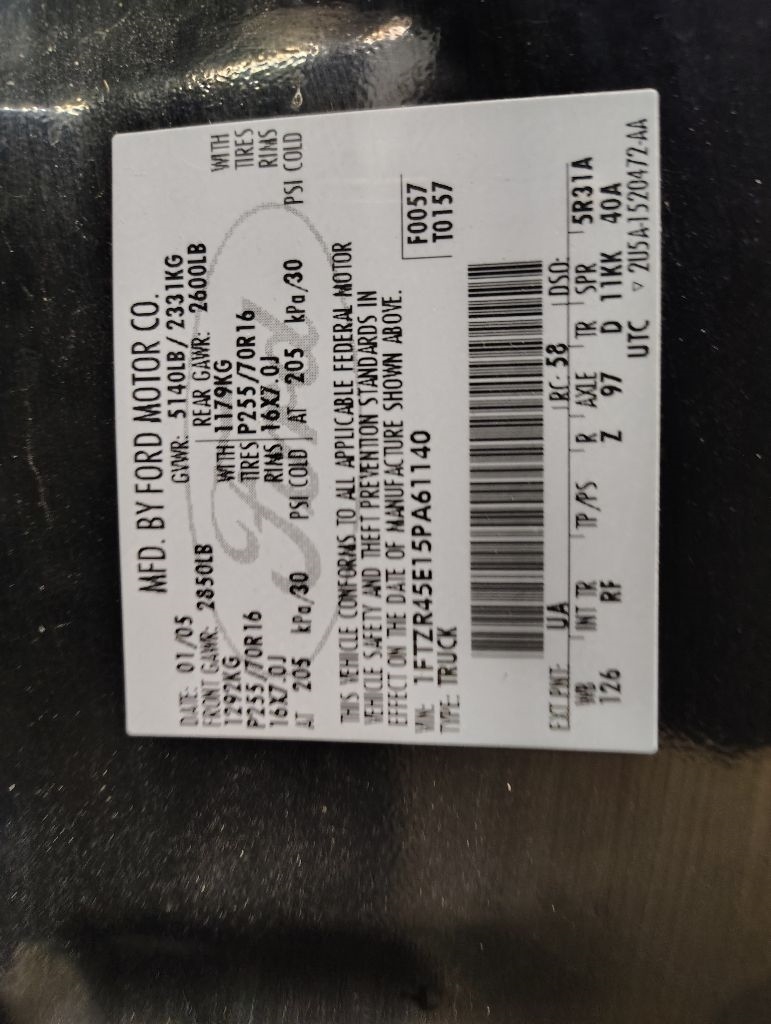 MFD. BY FORD MOTOR CO.
DATE: 01/05 GVWR: 5140LB/ 2331KG
FRONT GAWR: 2850LB REAR GAWR: 2600LB
1292KG WITH 1179KG WITH
P255/70R16 TIRES P255/70R16 TIRES
16X7.0J RIMS 16X7.0J RIMS
AT 205 kPa/30 PSI COLD AT 205 kPa/30 PSI COLD
THIS VEHICLE CONFORMS TO ALL APPLICABLE FEDERAL MOTOR
VEHICLE SAFETY AND THEFT PREVENTION STANDARDS IN
EFFECT ON THE DATE OF MANUFACTURE SHOWN ABOVE.
VIN: 1FTZR45E15PA61140 F0057
TYPE: TRUCK T0157
EXT PNT: UA RC: 58 DSO:
WB INT TR TP/PS R AXLE TR SPR 5R31A
126 RF Z 97 D 11KK 40A
UTC ▽ 2U5A-1520472-AA
Ford